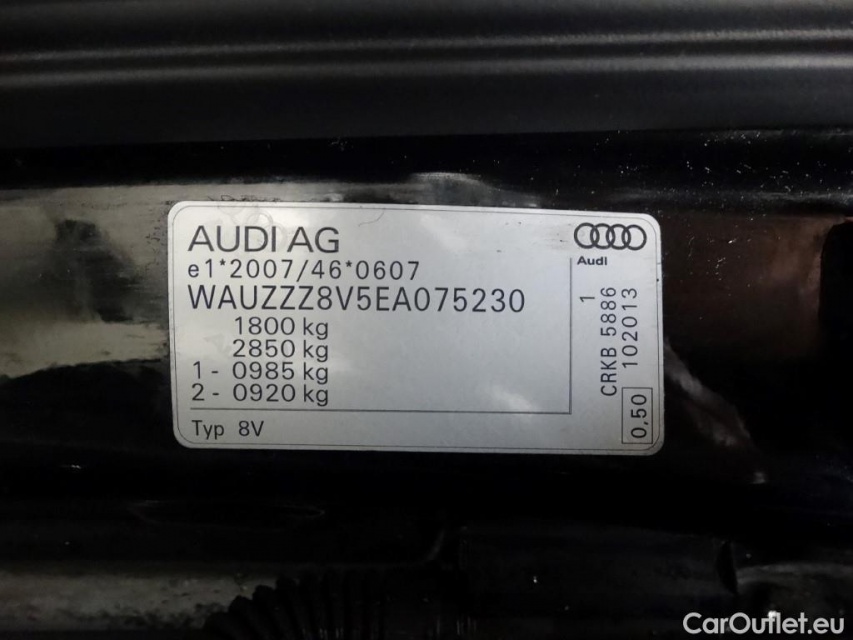 AUDI AG
e1*2007/46*0607
WAUZZZ8V5EA075230
1800 kg
2850 kg
1 - 0985 kg
2 - 0920 kg
Typ 8V
Audi
1
CRKB 5886
102013
0,50
CarOutlet.eu